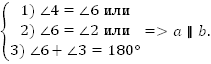 1) ∠4 = ∠6 или
2) ∠6 = ∠2 или => a ∥ b.
3) ∠6 + ∠3 = 180°